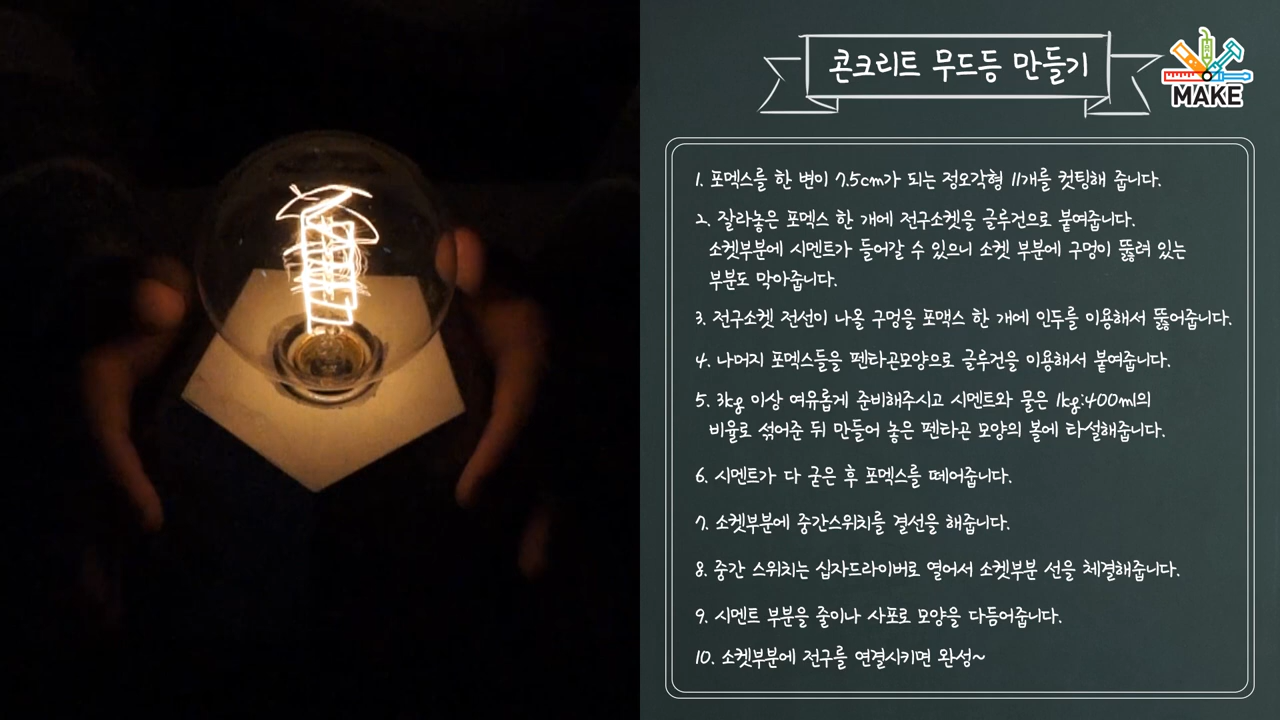 콘크리트 무드등 만들기
MAKE
1. 포멕스를 한 변이 7.5cm가 되는 정오각형 11개를 컷팅해 줍니다.
2. 잘라놓은 포멕스 한 개에 전구소켓을 글루건으로 붙여줍니다.
소켓부분에 시멘트가 들어갈 수 있으니 소켓 부분에 구멍이 뚫려 있는
부분도 막아줍니다.
3. 전구소켓 전선이 나올 구멍을 포맥스 한 개에 인두를 이용해서 뚫어줍니다.
4. 나머지 포멕스들을 펜타곤모양으로 글루건을 이용해서 붙여줍니다.
5. 3kg 이상 여유롭게 준비해주시고 시멘트와 물은 1kg:400ml의
비율로 섞어준 뒤 만들어 놓은 펜타곤 모양의 볼에 타설해줍니다.
6. 시멘트가 다 굳은 후 포멕스를 떼어줍니다.
7. 소켓부분에 중간스위치를 결선을 해줍니다.
8. 중간 스위치는 십자드라이버로 열어서 소켓부분 선을 체결해줍니다.
9. 시멘트 부분을 줄이나 사포로 모양을 다듬어줍니다.
10. 소켓부분에 전구를 연결시키면 완성~